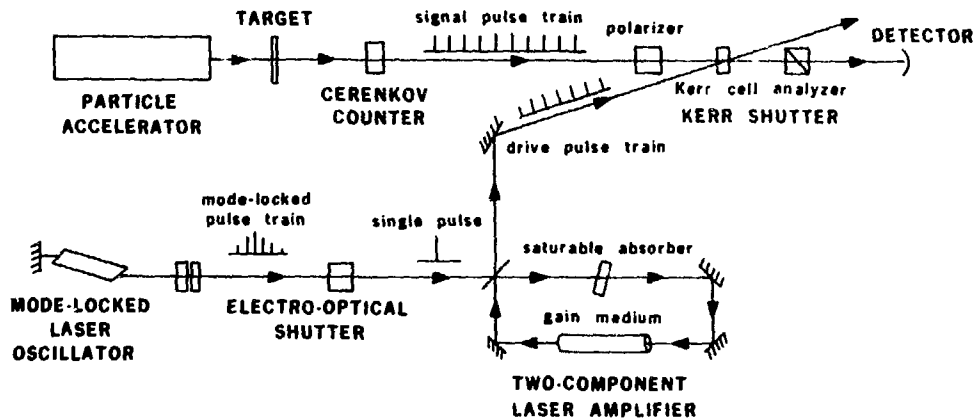 TARGET
signal pulse train
polarizer
DETECTOR
PARTICLE
ACCELERATOR
CERENKOV
COUNTER
Kerr cell analyzer
KERR SHUTTER
drive pulse train
mode-locked
pulse train
single pulse
saturable absorber
MODE-LOCKED
LASER
OSCILLATOR
ELECTRO-OPTICAL
SHUTTER
gain medium
TWO-COMPONENT
LASER AMPLIFIER